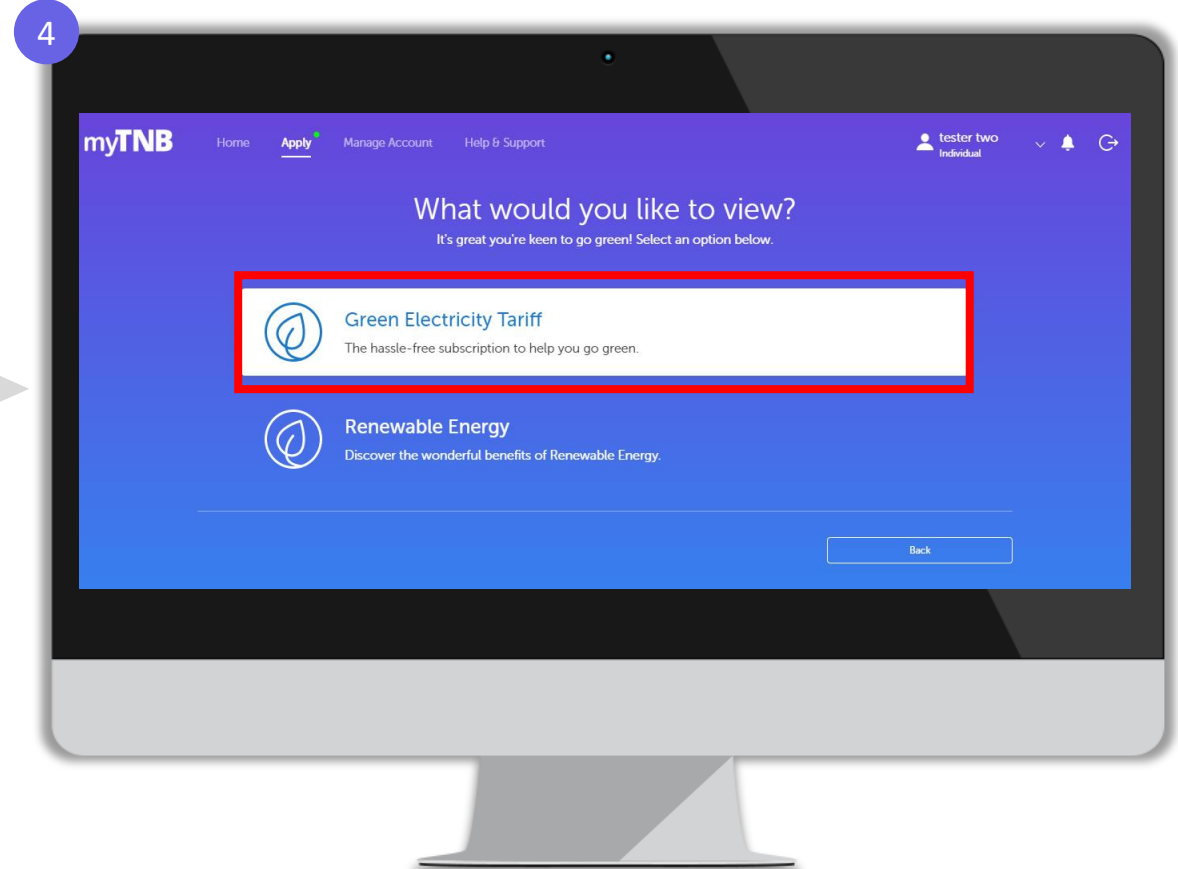 4
myTNB
Home Apply Manage Account Help & Support
tester two
Individual
What would you like to view?
It's great you're keen to go green! Select an option below.
Green Electricity Tariff
The hassle-free subscription to help you go green.
Renewable Energy
Discover the wonderful benefits of Renewable Energy.
Back